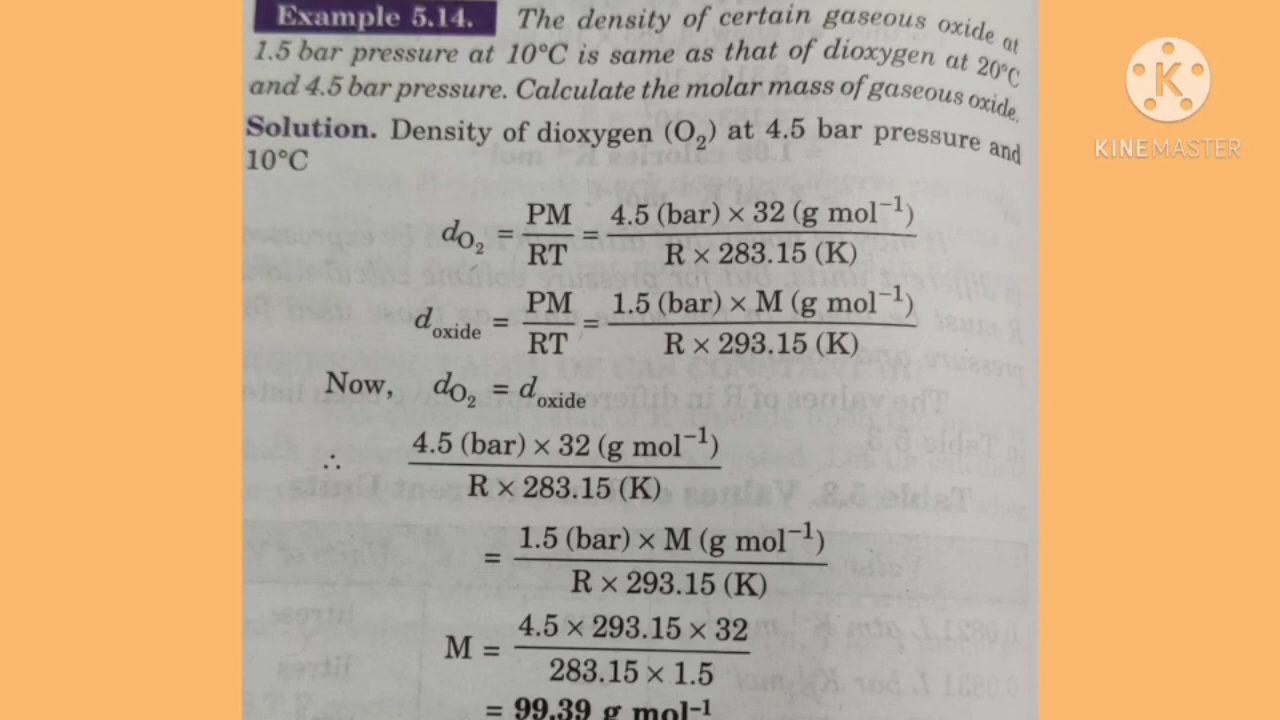 Example 5.14. The density of certain gaseous oxide at
1.5 bar pressure at 10°C is same as that of dioxygen at 20°C
and 4.5 bar pressure. Calculate the molar mass of gaseous oxide.
Solution. Density of dioxygen (O₂) at 4.5 bar pressure and
10°C
d_O₂ = PM/RT = 4.5 (bar) × 32 (g mol⁻¹) / R × 283.15 (K)
d_oxide = PM/RT = 1.5 (bar) × M (g mol⁻¹) / R × 293.15 (K)
Now, d_O₂ = d_oxide
∴ 4.5 (bar) × 32 (g mol⁻¹) / R × 283.15 (K)
= 1.5 (bar) × M (g mol⁻¹) / R × 293.15 (K)
M = 4.5 × 293.15 × 32 / 283.15 × 1.5
= 99.39 g mol⁻¹
K
KINEMASTER